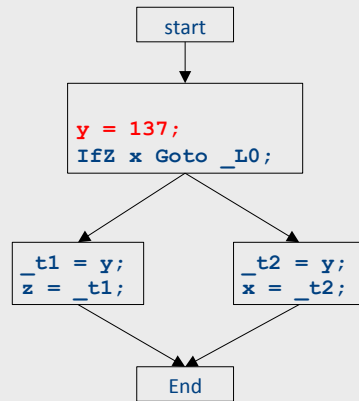 start
y = 137;
IfZ x Goto _L0;
_t1 = y;
z = _t1;
_t2 = y;
x = _t2;
End